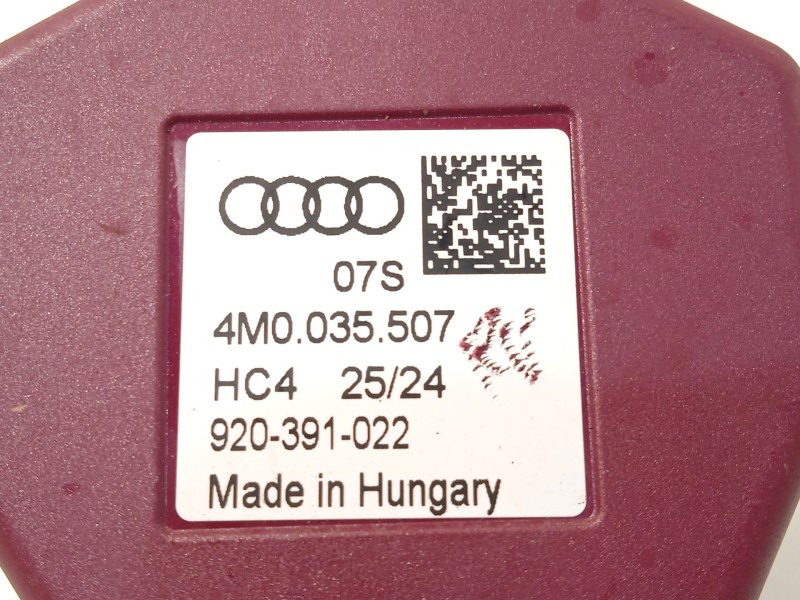 07S
4M0.035.507
HC4 25/24
920-391-022
Made in Hungary